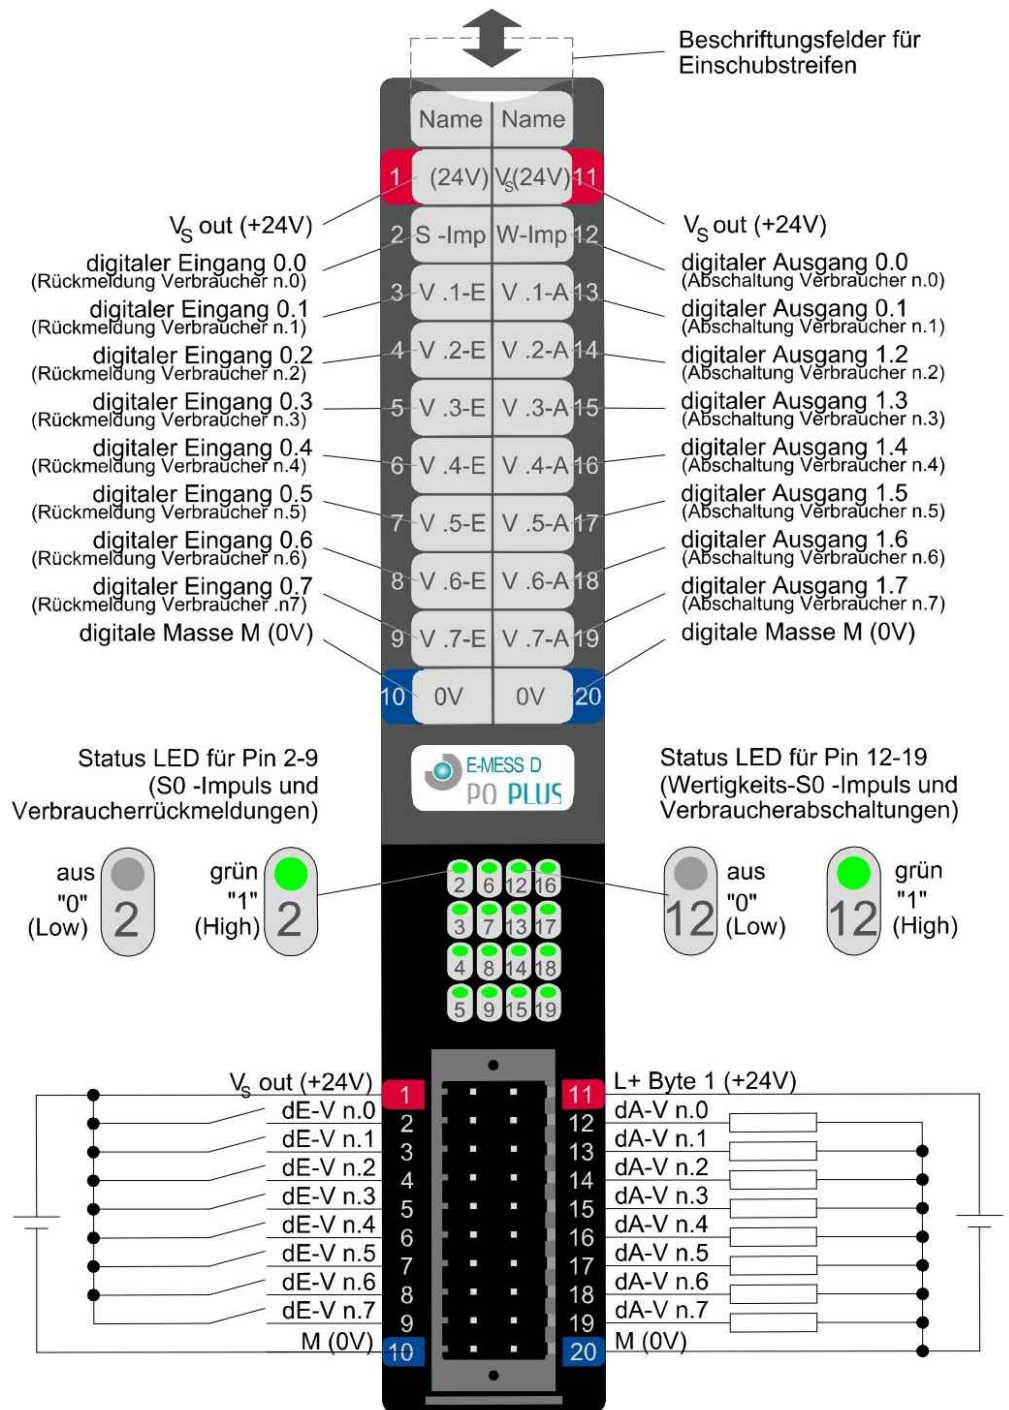 Beschriftungsfelder für
Einschubstreifen
Name Name
1 (24V) VS(24V) 11
VS out (+24V)
VS out (+24V)
2 S -Imp W-Imp 12
digitaler Eingang 0.0
(Rückmeldung Verbraucher n.0)
digitaler Ausgang 0.0
(Abschaltung Verbraucher n.0)
3 V .1-E V .1-A 13
digitaler Eingang 0.1
(Rückmeldung Verbraucher n.1)
digitaler Ausgang 0.1
(Abschaltung Verbraucher n.1)
4 V .2-E V .2-A 14
digitaler Eingang 0.2
(Rückmeldung Verbraucher n.2)
digitaler Ausgang 1.2
(Abschaltung Verbraucher n.2)
5 V .3-E V .3-A 15
digitaler Eingang 0.3
(Rückmeldung Verbraucher n.3)
digitaler Ausgang 1.3
(Abschaltung Verbraucher n.3)
6 V .4-E V .4-A 16
digitaler Eingang 0.4
(Rückmeldung Verbraucher n.4)
digitaler Ausgang 1.4
(Abschaltung Verbraucher n.4)
7 V .5-E V .5-A 17
digitaler Eingang 0.5
(Rückmeldung Verbraucher n.5)
digitaler Ausgang 1.5
(Abschaltung Verbraucher n.5)
8 V .6-E V .6-A 18
digitaler Eingang 0.6
(Rückmeldung Verbraucher n.6)
digitaler Ausgang 1.6
(Abschaltung Verbraucher n.6)
9 V .7-E V .7-A 19
digitaler Eingang 0.7
(Rückmeldung Verbraucher .n7)
digitaler Ausgang 1.7
(Abschaltung Verbraucher n.7)
digitale Masse M (0V)
digitale Masse M (0V)
10 0V 0V 20
Status LED für Pin 2-9
(S0 -Impuls und
Verbraucherrückmeldungen)
E-MESS D
PO PLUS
Status LED für Pin 12-19
(Wertigkeits-S0 -Impuls und
Verbraucherabschaltungen)
aus
"0"
(Low)
2
grün
"1"
(High)
2
2 6 12 16
3 7 13 17
4 8 14 18
5 9 15 19
12
aus
"0"
(Low)
12
grün
"1"
(High)
VS out (+24V) 1
dE-V n.0 2
dE-V n.1 3
dE-V n.2 4
dE-V n.3 5
dE-V n.4 6
dE-V n.5 7
dE-V n.6 8
dE-V n.7 9
M (0V) 10
11 L+ Byte 1 (+24V)
12 dA-V n.0
13 dA-V n.1
14 dA-V n.2
15 dA-V n.3
16 dA-V n.4
17 dA-V n.5
18 dA-V n.6
19 dA-V n.7
20 M (0V)